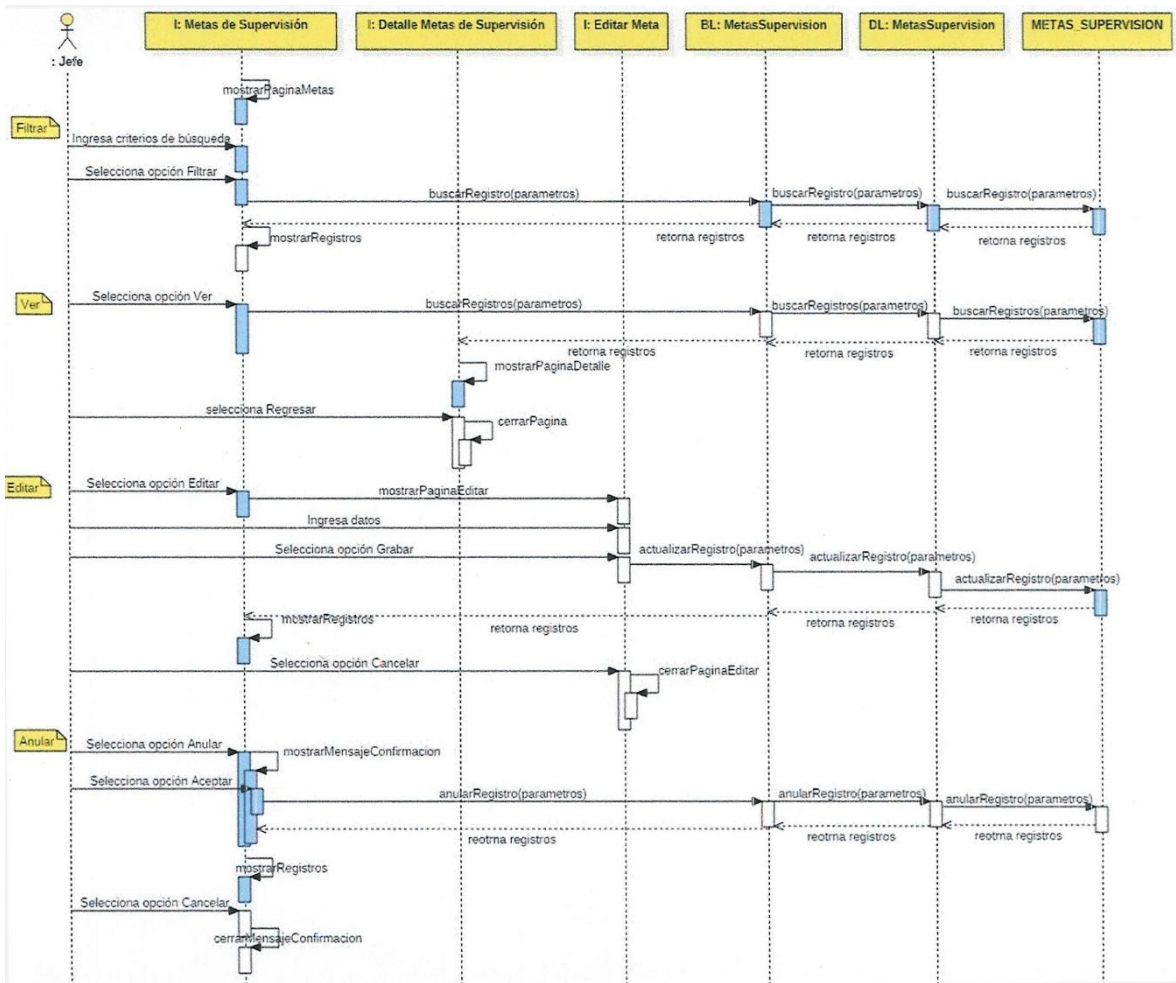 I: Metas de Supervisión
I: Detalle Metas de Supervisión
I: Editar Meta
BL: MetasSupervision
DL: MetasSupervision
METAS_SUPERVISION
: Jefe
mostrarPaginaMetas
Filtrar
Ingresa criterios de búsqueda
Selecciona opción Filtrar
buscarRegistro(parametros)
buscarRegistro(parametros)
buscarRegistro(parametros)
mostrarRegistros
retorna registros
retorna registros
retorna registros
Ver
Selecciona opción Ver
buscarRegistros(parametros)
buscarRegistros(parametros)
buscarRegistros(parametros)
retorna registros
retorna registros
retorna registros
mostrarPaginaDetalle
selecciona Regresar
cerrarPagina
Editar
Selecciona opción Editar
mostrarPaginaEditar
Ingresa datos
Selecciona opción Grabar
actualizarRegistro(parametros)
actualizarRegistro(parametros)
actualizarRegistro(parametros)
mostrarRegistros
retorna registros
retorna registros
retorna registros
Selecciona opción Cancelar
cerrarPaginaEditar
Anular
Selecciona opción Anular
mostrarMensajeConfirmacion
Selecciona opción Aceptar
anularRegistro(parametros)
anularRegistro(parametros)
anularRegistro(parametros)
reotrna registros
reotrna registros
reotrna registros
mostrarRegistros
Selecciona opción Cancelar
cerrarMensajeConfirmacion